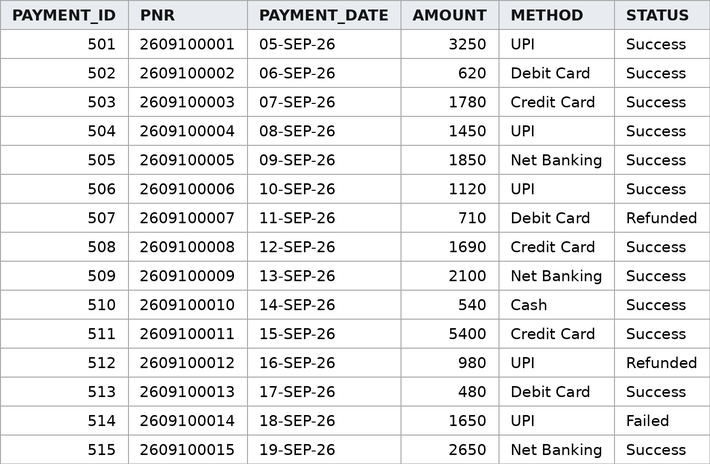 PAYMENT_ID PNR PAYMENT_DATE AMOUNT METHOD STATUS
501 2609100001 05-SEP-26 3250 UPI Success
502 2609100002 06-SEP-26 620 Debit Card Success
503 2609100003 07-SEP-26 1780 Credit Card Success
504 2609100004 08-SEP-26 1450 UPI Success
505 2609100005 09-SEP-26 1850 Net Banking Success
506 2609100006 10-SEP-26 1120 UPI Success
507 2609100007 11-SEP-26 710 Debit Card Refunded
508 2609100008 12-SEP-26 1690 Credit Card Success
509 2609100009 13-SEP-26 2100 Net Banking Success
510 2609100010 14-SEP-26 540 Cash Success
511 2609100011 15-SEP-26 5400 Credit Card Success
512 2609100012 16-SEP-26 980 UPI Refunded
513 2609100013 17-SEP-26 480 Debit Card Success
514 2609100014 18-SEP-26 1650 UPI Failed
515 2609100015 19-SEP-26 2650 Net Banking Success